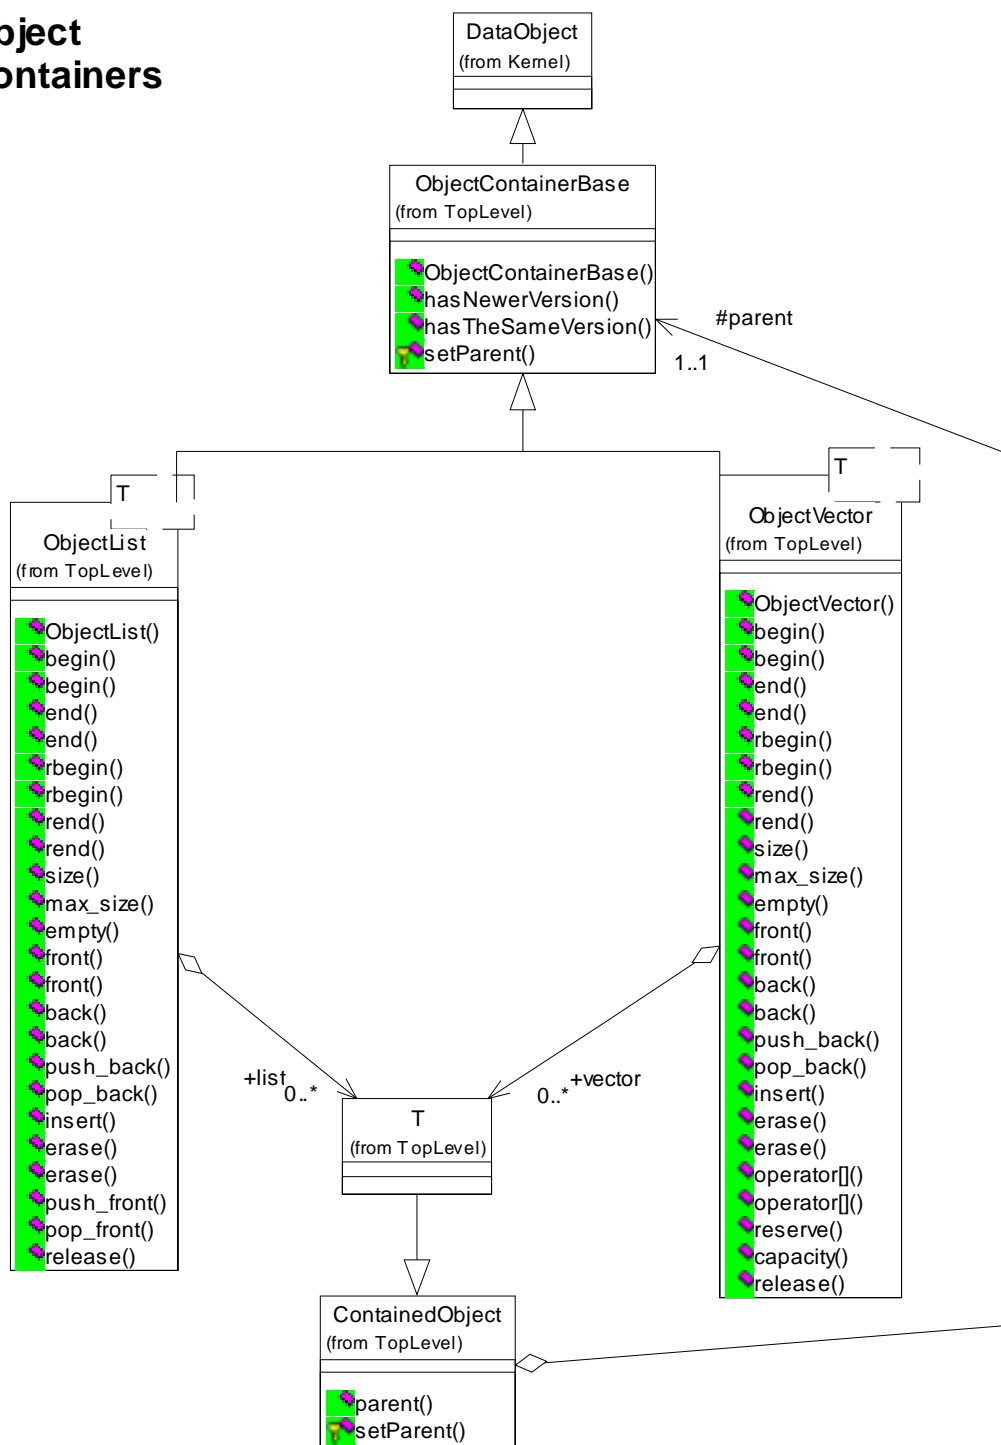 bject
ontainers
DataObject
(from Kernel)
ObjectContainerBase
(from TopLevel)
ObjectContainerBase()
hasNewerVersion()
hasTheSameVersion()
setParent()
#parent
1..1
T
ObjectList
(from TopLevel)
ObjectList()
begin()
begin()
end()
end()
rbegin()
rbegin()
rend()
rend()
size()
max_size()
empty()
front()
front()
back()
back()
push_back()
pop_back()
insert()
erase()
erase()
push_front()
pop_front()
release()
T
ObjectVector
(from TopLevel)
ObjectVector()
begin()
begin()
end()
end()
rbegin()
rbegin()
rend()
rend()
size()
max_size()
empty()
front()
front()
back()
back()
push_back()
pop_back()
insert()
erase()
erase()
operator[]()
operator[]()
reserve()
capacity()
release()
+list
0..*
+vector
0..*
T
(from TopLevel)
ContainedObject
(from TopLevel)
parent()
setParent()